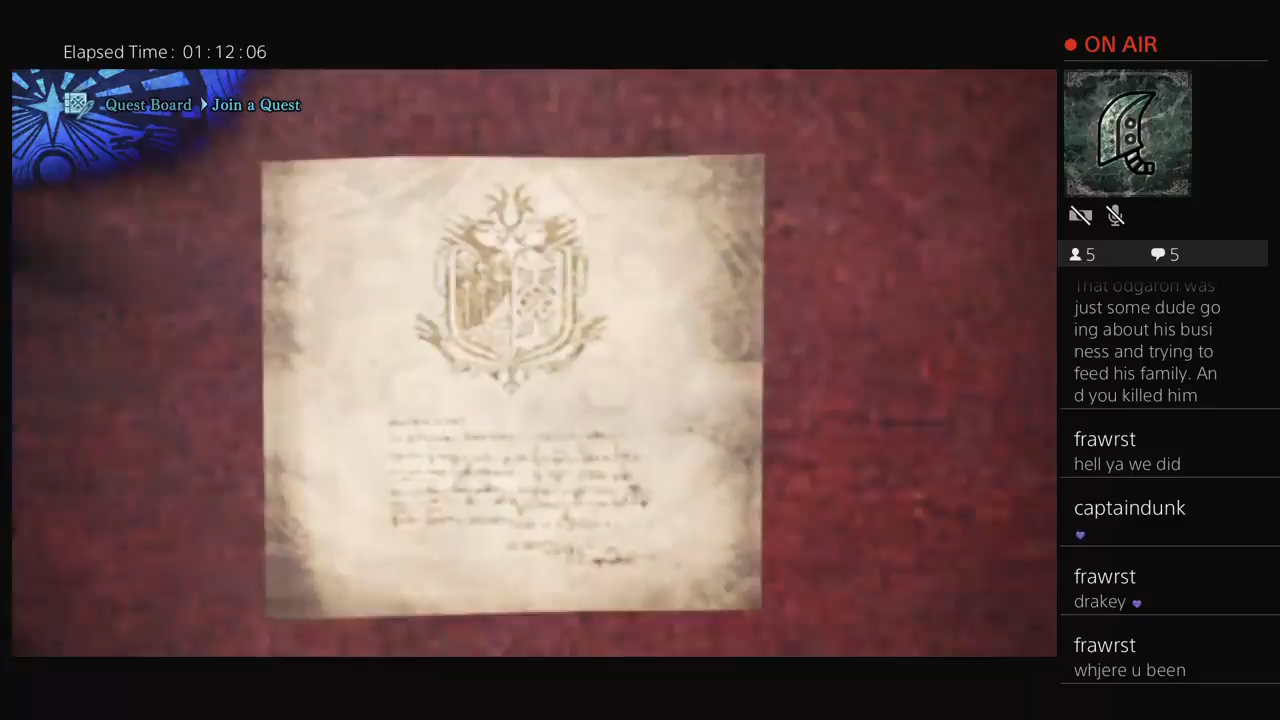 Elapsed Time: 01:12:06
Quest Board > Join a Quest
ON AIR
5 5
That odgaron was
just some dude go
ing about his busi
ness and trying to
feed his family. An
d you killed him
frawrst
hell ya we did
captaindunk
💜
frawrst
drakey 💜
frawrst
whjere u been